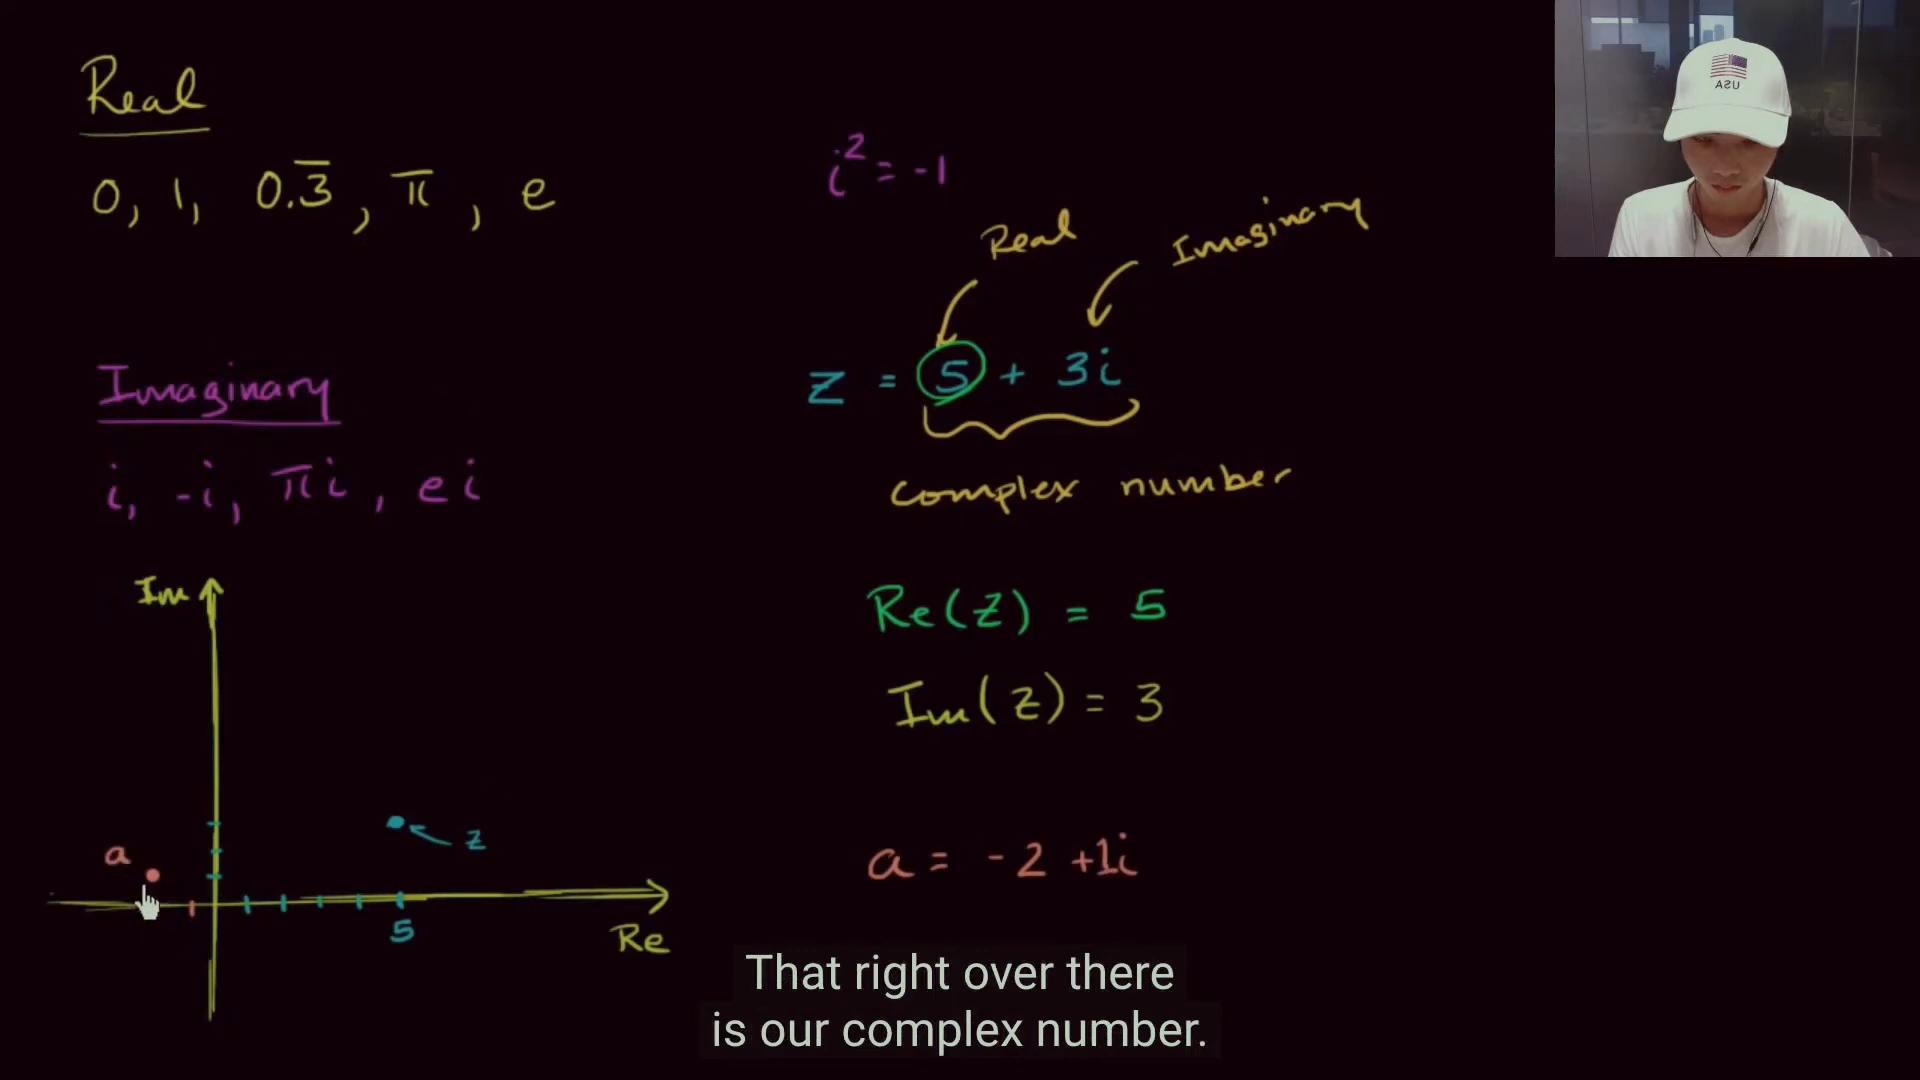 Real
0, 1, 0.3̅, π, e
i² = -1
Real
Imaginary
z = 5 + 3i
complex number
Imaginary
i, -i, πi, ei
Re(z) = 5
Im(z) = 3
a = -2 +1i
Im
a
z
5
Re
That right over there
is our complex number.
USA